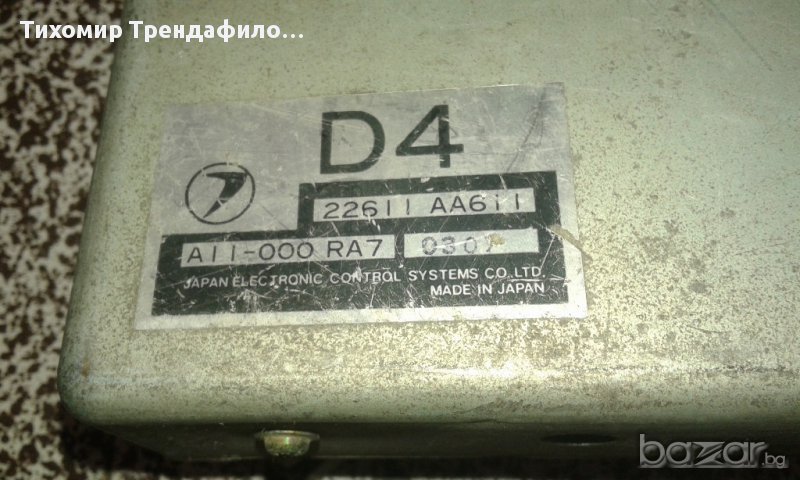 Тихомир Трендафило...
D4
22611 AA611
A11-000 RA7 0307
JAPAN ELECTRONIC CONTROL SYSTEMS CO., LTD.
MADE IN JAPAN
bazar.bg